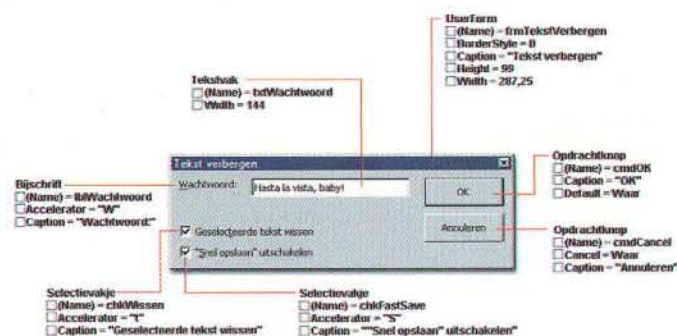 UserForm
(Name) = frmTekstVerbergen
BorderStyle = 0
Caption = "Tekst verbergen"
Height = 99
Width = 287,25
Tekstvak
(Name) = txtWachtwoord
Width = 144
Tekst verbergen
Wachtwoord:
Hasta la vista, baby!
OK
Geselecteerde tekst wissen
Annuleren
"Snel opslaan" uitschakelen
Bijschrift
(Name) = lblWachtwoord
Accelerator = "W"
Caption = "Wachtwoord:"
Opdrachtknop
(Name) = cmdOK
Caption = "OK"
Default = Waar
Opdrachtknop
(Name) = cmdCancel
Cancel = Waar
Caption = "Annuleren"
Selectievakje
(Name) = chkWissen
Accelerator = "t"
Caption = "Geselecteerde tekst wissen"
Selectievakje
(Name) = chkFastSave
Accelerator = "S"
Caption = ""Snel opslaan" uitschakelen"